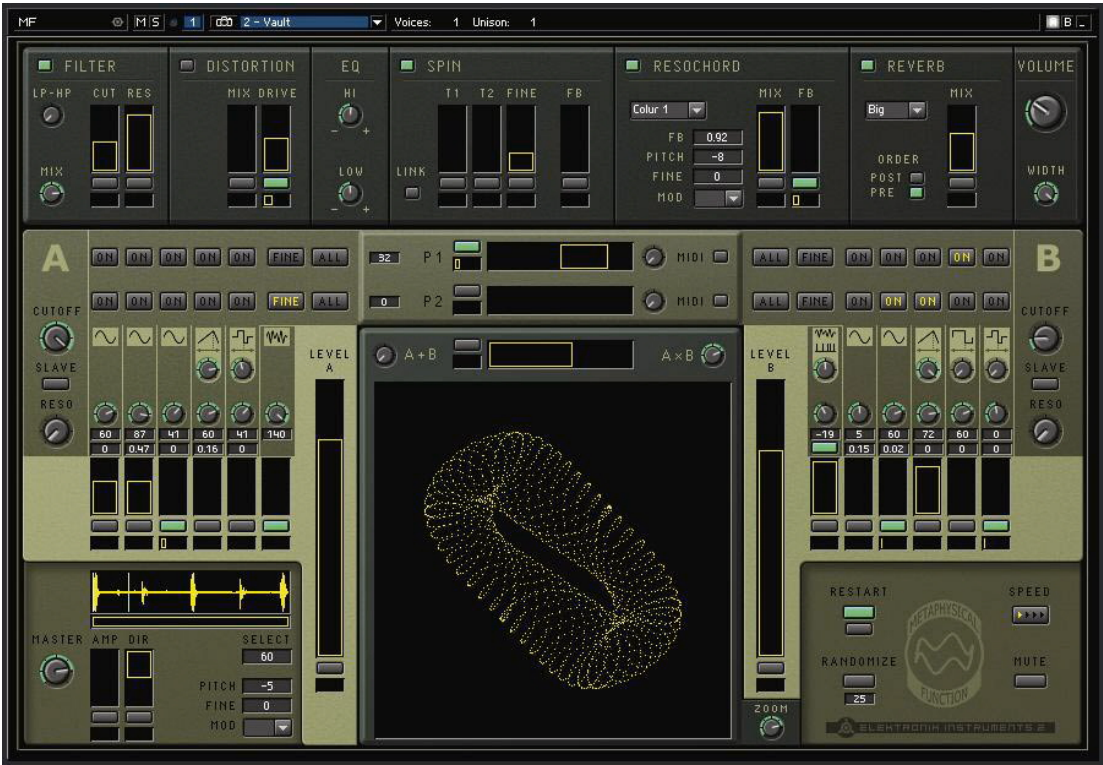 MF M S 1 2 - Vault Voices: 1 Unison: 1 B
FILTER DISTORTION EQ SPIN RESOCHORD REVERB VOLUME
LP-HP CUT RES MIX DRIVE HI T1 T2 FINE FB MIX FB MIX
Colur 1 Big
FB 0.92
PITCH -8
ORDER
MIX LOW LINK FINE 0 POST WIDTH
MOD PRE
A ON ON ON ON ON FINE ALL 32 P1 MIDI ALL FINE ON ON ON ON ON B
ON ON ON ON ON FINE ALL 0 P2 MIDI ALL FINE ON ON ON ON ON
CUTOFF CUTOFF
LEVEL A A+B A×B LEVEL B
SLAVE SLAVE
RESO RESO
60 87 41 60 41 140 -19 5 60 72 60 0
0 0.47 0 0.16 0 0.15 0.02 0 0 0
RESTART SPEED
METAPHYSICAL
MASTER AMP DIR SELECT
60
RANDOMIZE MUTE
PITCH -5
25
FUNCTION
FINE 0
MOD
ZOOM
ELEKTRONIK INSTRUMENTS 2